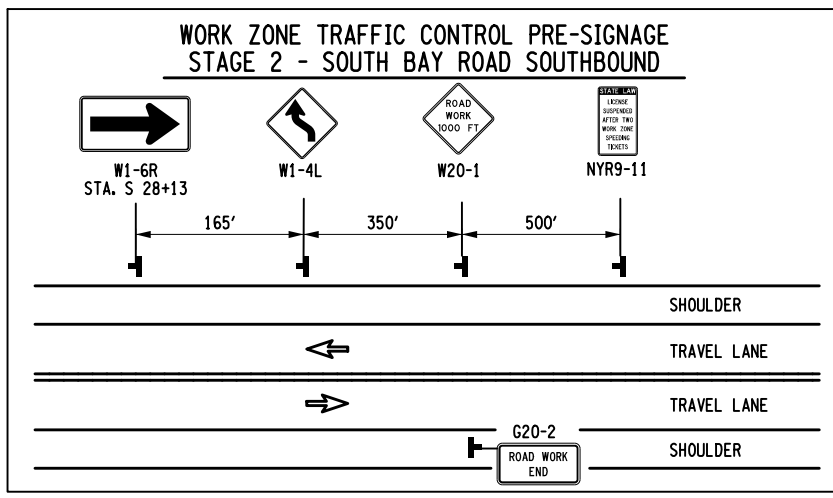 WORK ZONE TRAFFIC CONTROL PRE-SIGNAGE
STAGE 2 - SOUTH BAY ROAD SOUTHBOUND
ROAD
WORK
1000 FT
STATE LAW
LICENSE
SUSPENDED
AFTER TWO
WORK ZONE
SPEEDING
TICKETS
W1-6R
STA. S 28+13
W1-4L
W20-1
NYR9-11
165'
350'
500'
SHOULDER
TRAVEL LANE
TRAVEL LANE
G20-2
SHOULDER
ROAD WORK
END